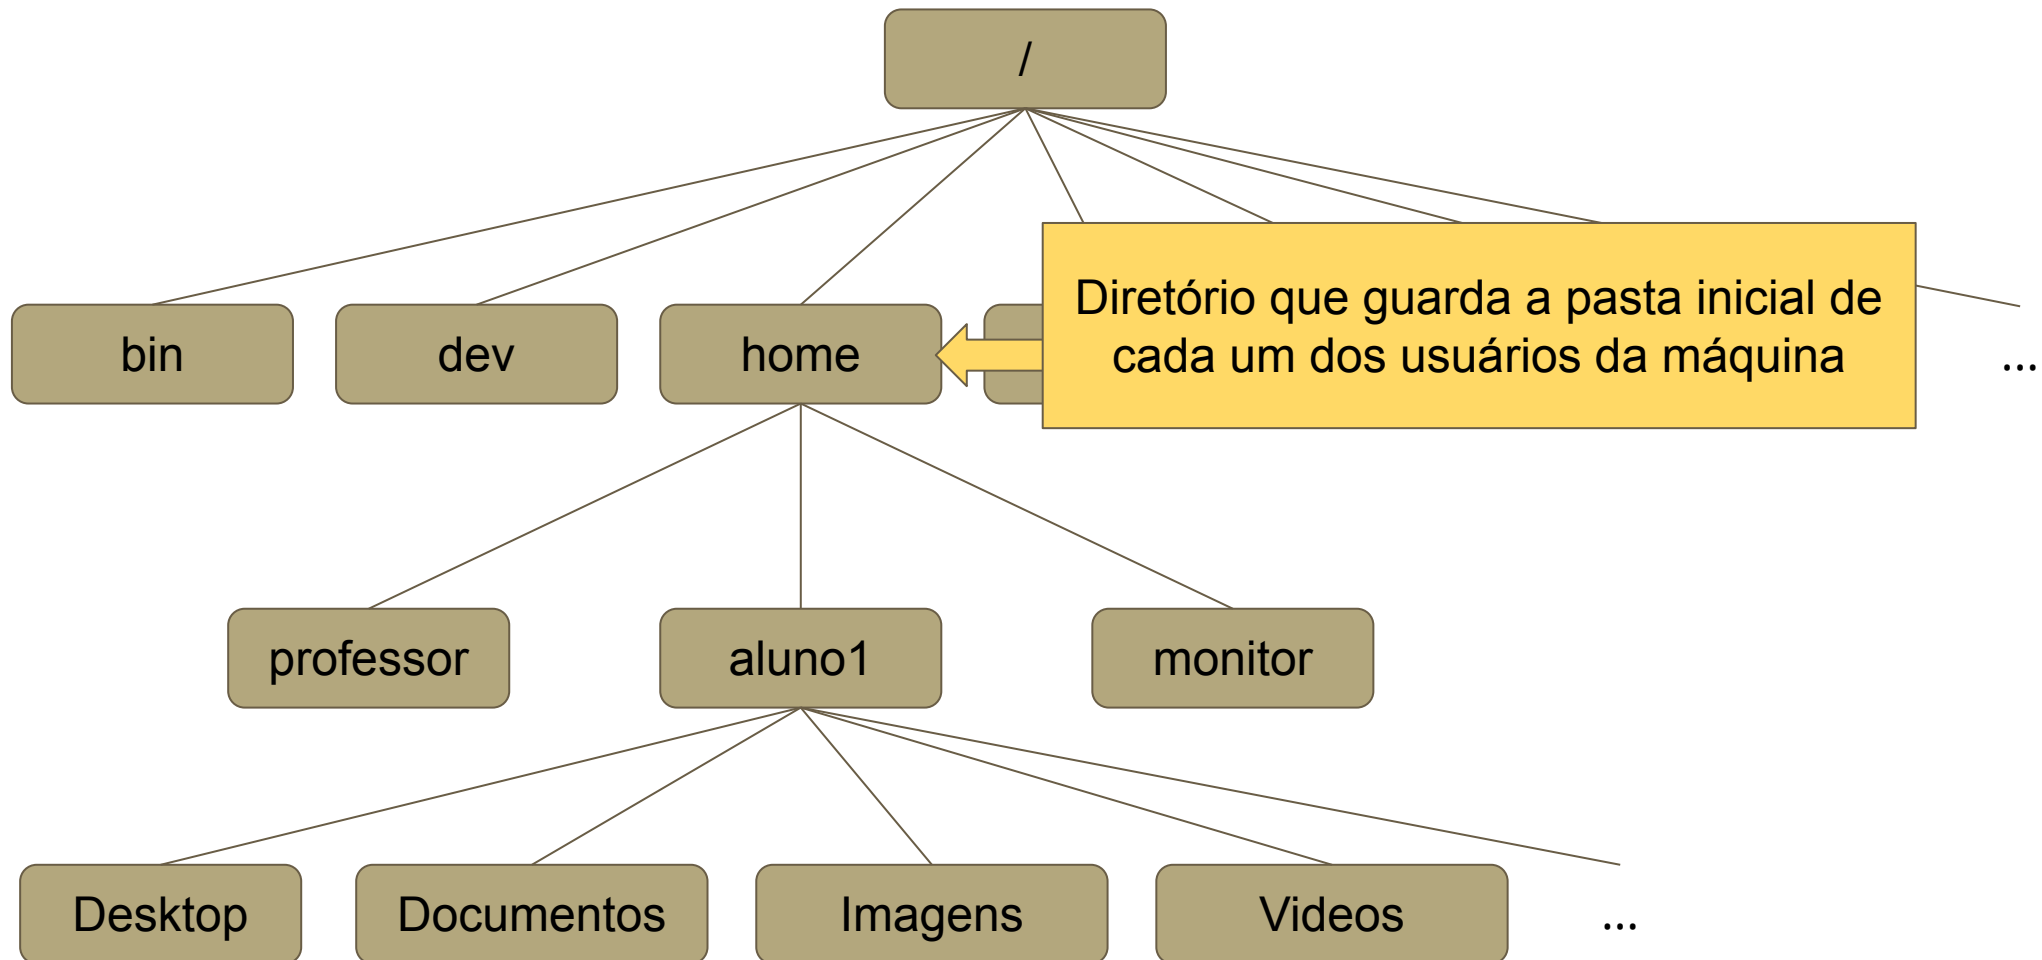 /
Diretório que guarda a pasta inicial de
cada um dos usuários da máquina
bin
dev
home
...
professor
aluno1
monitor
Desktop
Documentos
Imagens
Videos
...